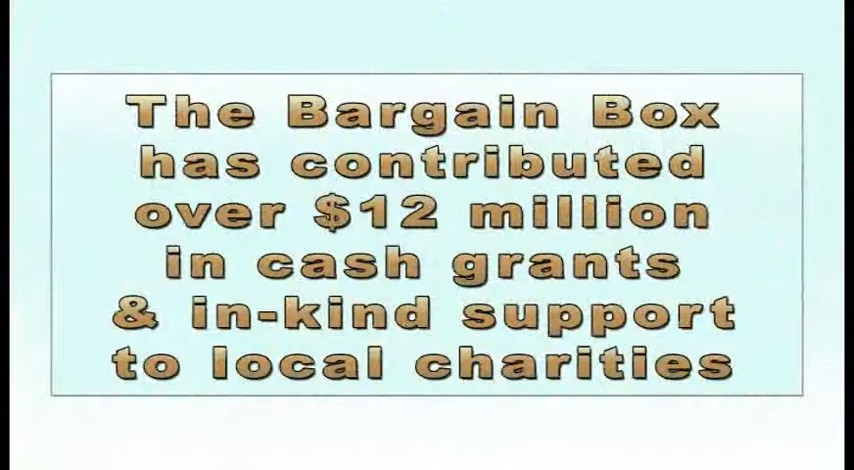 The Bargain Box
has contributed
over $12 million
in cash grants
& in-kind support
to local charities